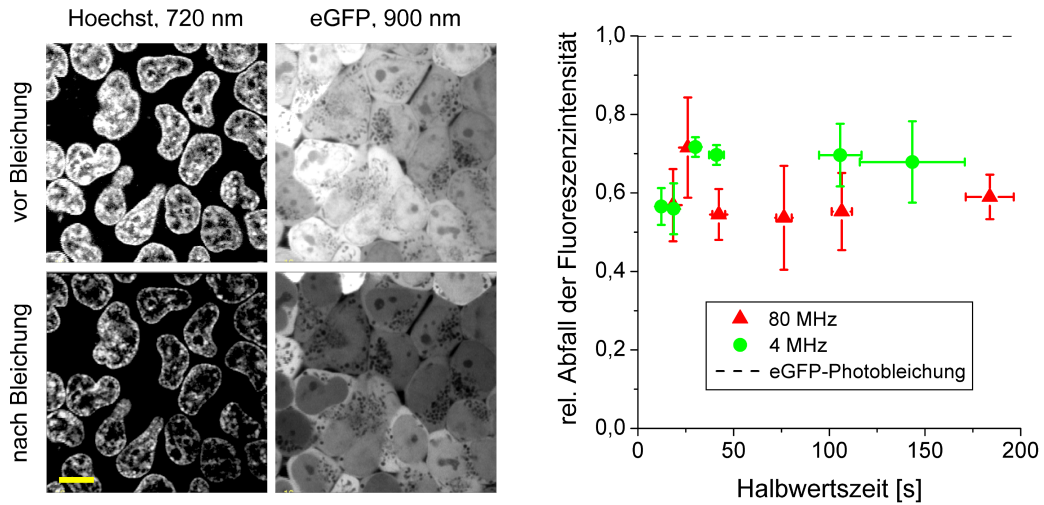 Hoechst, 720 nm
eGFP, 900 nm
vor Bleichung
nach Bleichung
rel. Abfall der Fluoreszenzintensität
1,0
0,8
0,6
0,4
0,2
0,0
0
50
100
150
200
Halbwertszeit [s]
80 MHz
4 MHz
eGFP-Photobleichung